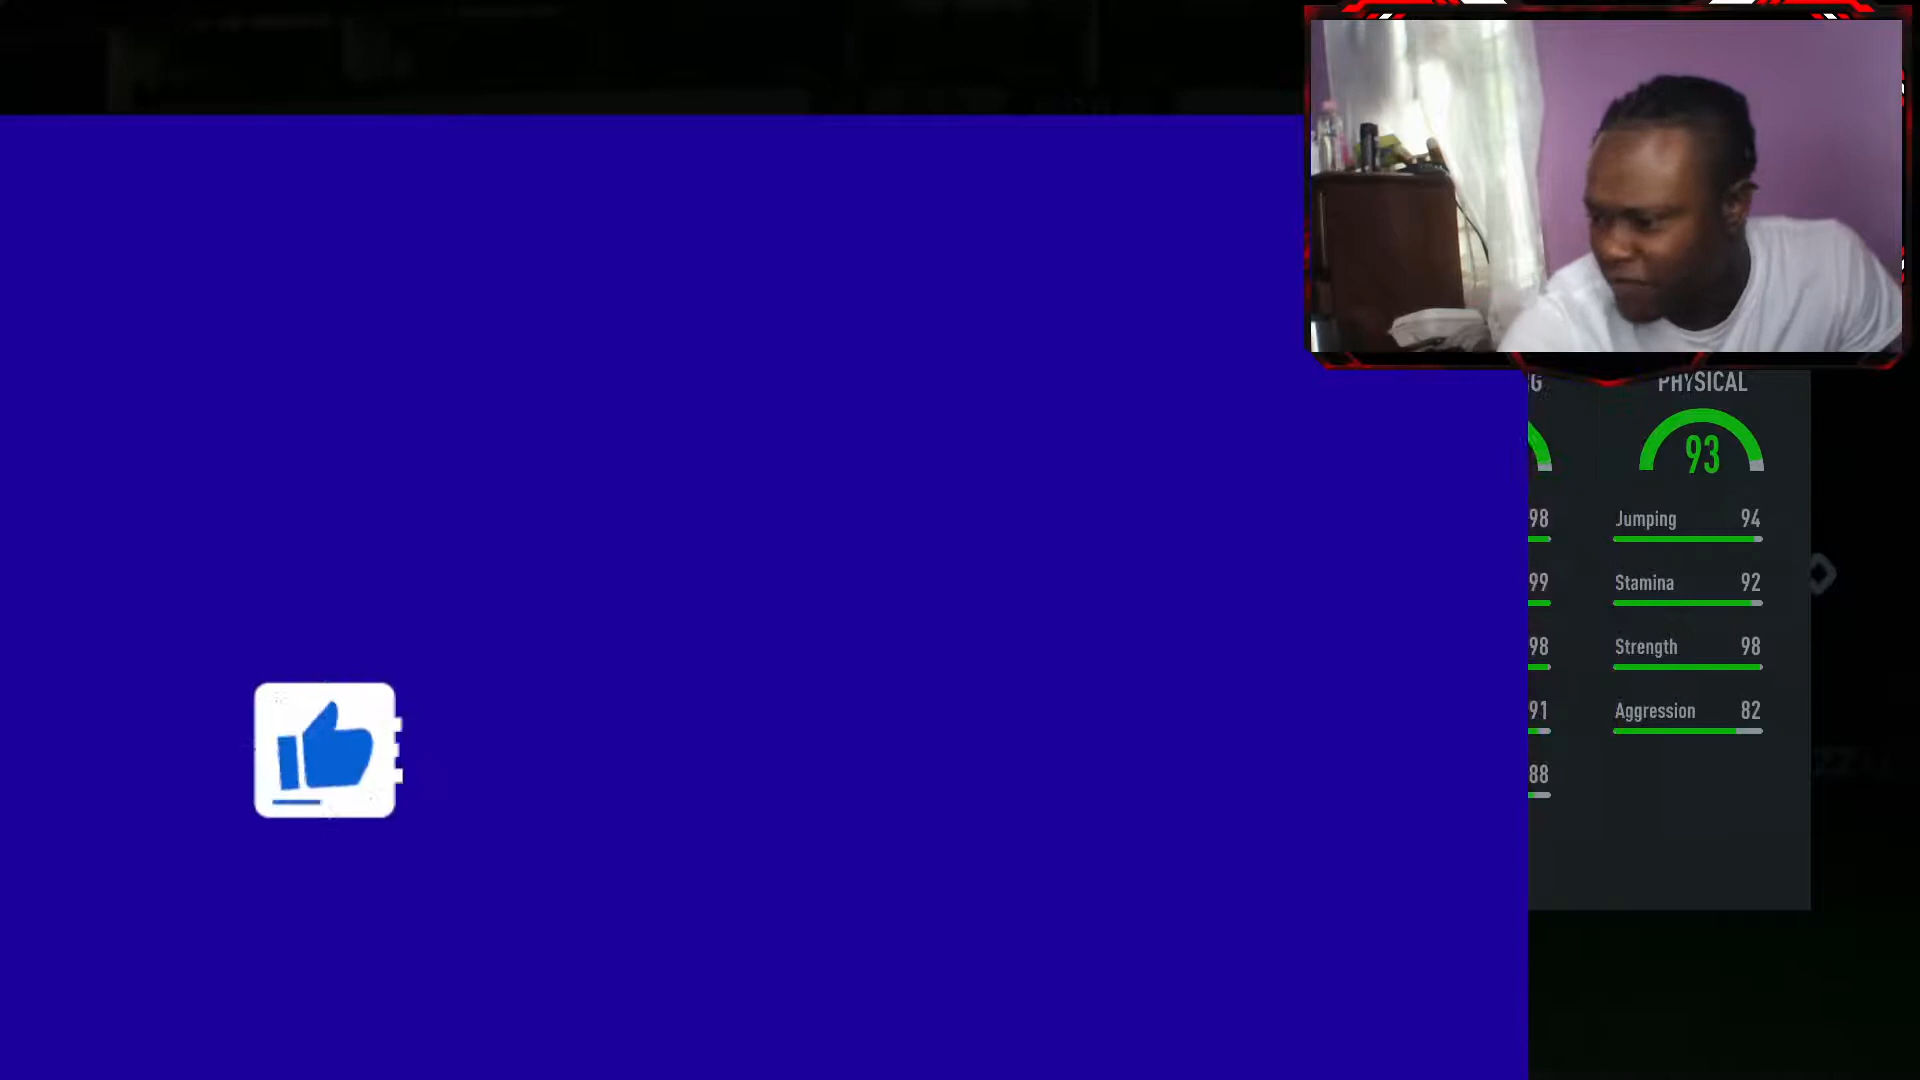 PHYSICAL
93
98
Jumping 94
99
Stamina 92
98
Strength 98
91
Aggression 82
88